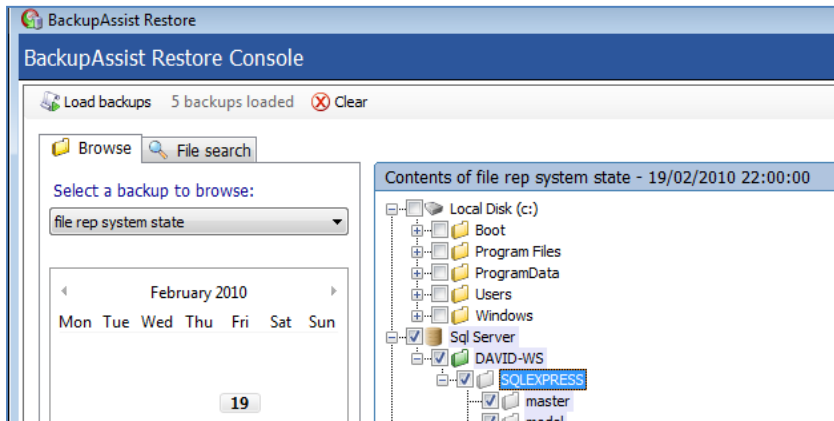 BackupAssist Restore
BackupAssist Restore Console
Load backups 5 backups loaded Clear
Browse File search
Select a backup to browse:
file rep system state
February 2010
Mon Tue Wed Thu Fri Sat Sun
19
Contents of file rep system state - 19/02/2010 22:00:00
Local Disk (c:)
Boot
Program Files
ProgramData
Users
Windows
Sql Server
DAVID-WS
SQLEXPRESS
master
model